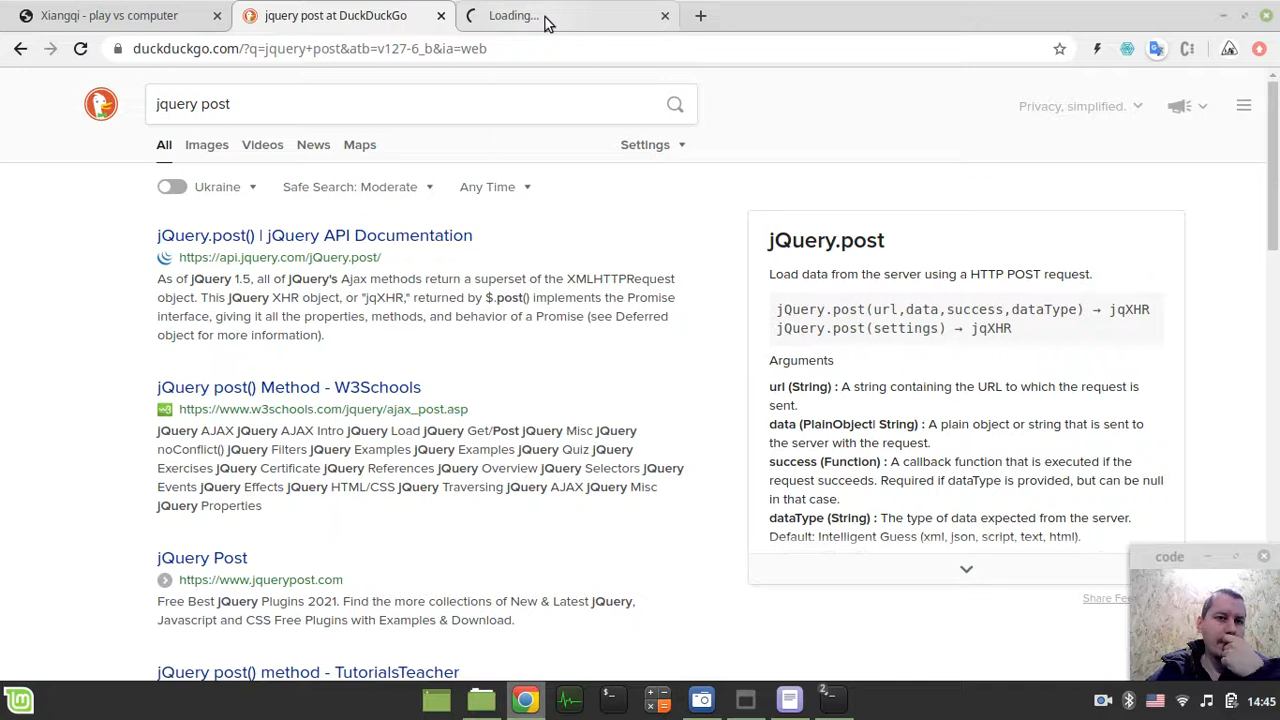 Xiangqi - play vs computer
jquery post at DuckDuckGo
Loading...
duckduckgo.com/?q=jquery+post&atb=v127-6_b&ia=web
jquery post
Privacy, simplified.
All Images Videos News Maps Settings
Ukraine Safe Search: Moderate Any Time
jQuery.post() | jQuery API Documentation
https://api.jquery.com/jQuery.post/
As of jQuery 1.5, all of jQuery's Ajax methods return a superset of the XMLHTTPRequest
object. This jQuery XHR object, or "jqXHR," returned by $.post() implements the Promise
interface, giving it all the properties, methods, and behavior of a Promise (see Deferred
object for more information).
jQuery post() Method - W3Schools
https://www.w3schools.com/jquery/ajax_post.asp
jQuery AJAX jQuery AJAX Intro jQuery Load jQuery Get/Post jQuery Misc jQuery
noConflict() jQuery Filters jQuery Examples jQuery Examples jQuery Quiz jQuery
Exercises jQuery Certificate jQuery References jQuery Overview jQuery Selectors jQuery
Events jQuery Effects jQuery HTML/CSS jQuery Traversing jQuery AJAX jQuery Misc
jQuery Properties
jQuery Post
https://www.jquerypost.com
Free Best jQuery Plugins 2021. Find the more collections of New & Latest jQuery,
Javascript and CSS Free Plugins with Examples & Download.
jQuery post() method - TutorialsTeacher
jQuery.post
Load data from the server using a HTTP POST request.
jQuery.post(url,data,success,dataType) → jqXHR
jQuery.post(settings) → jqXHR
Arguments
url (String) : A string containing the URL to which the request is
sent.
data (PlainObject| String) : A plain object or string that is sent to
the server with the request.
success (Function) : A callback function that is executed if the
request succeeds. Required if dataType is provided, but can be null
in that case.
dataType (String) : The type of data expected from the server.
Default: Intelligent Guess (xml, json, script, text, html).
Share Fee
code
14:45